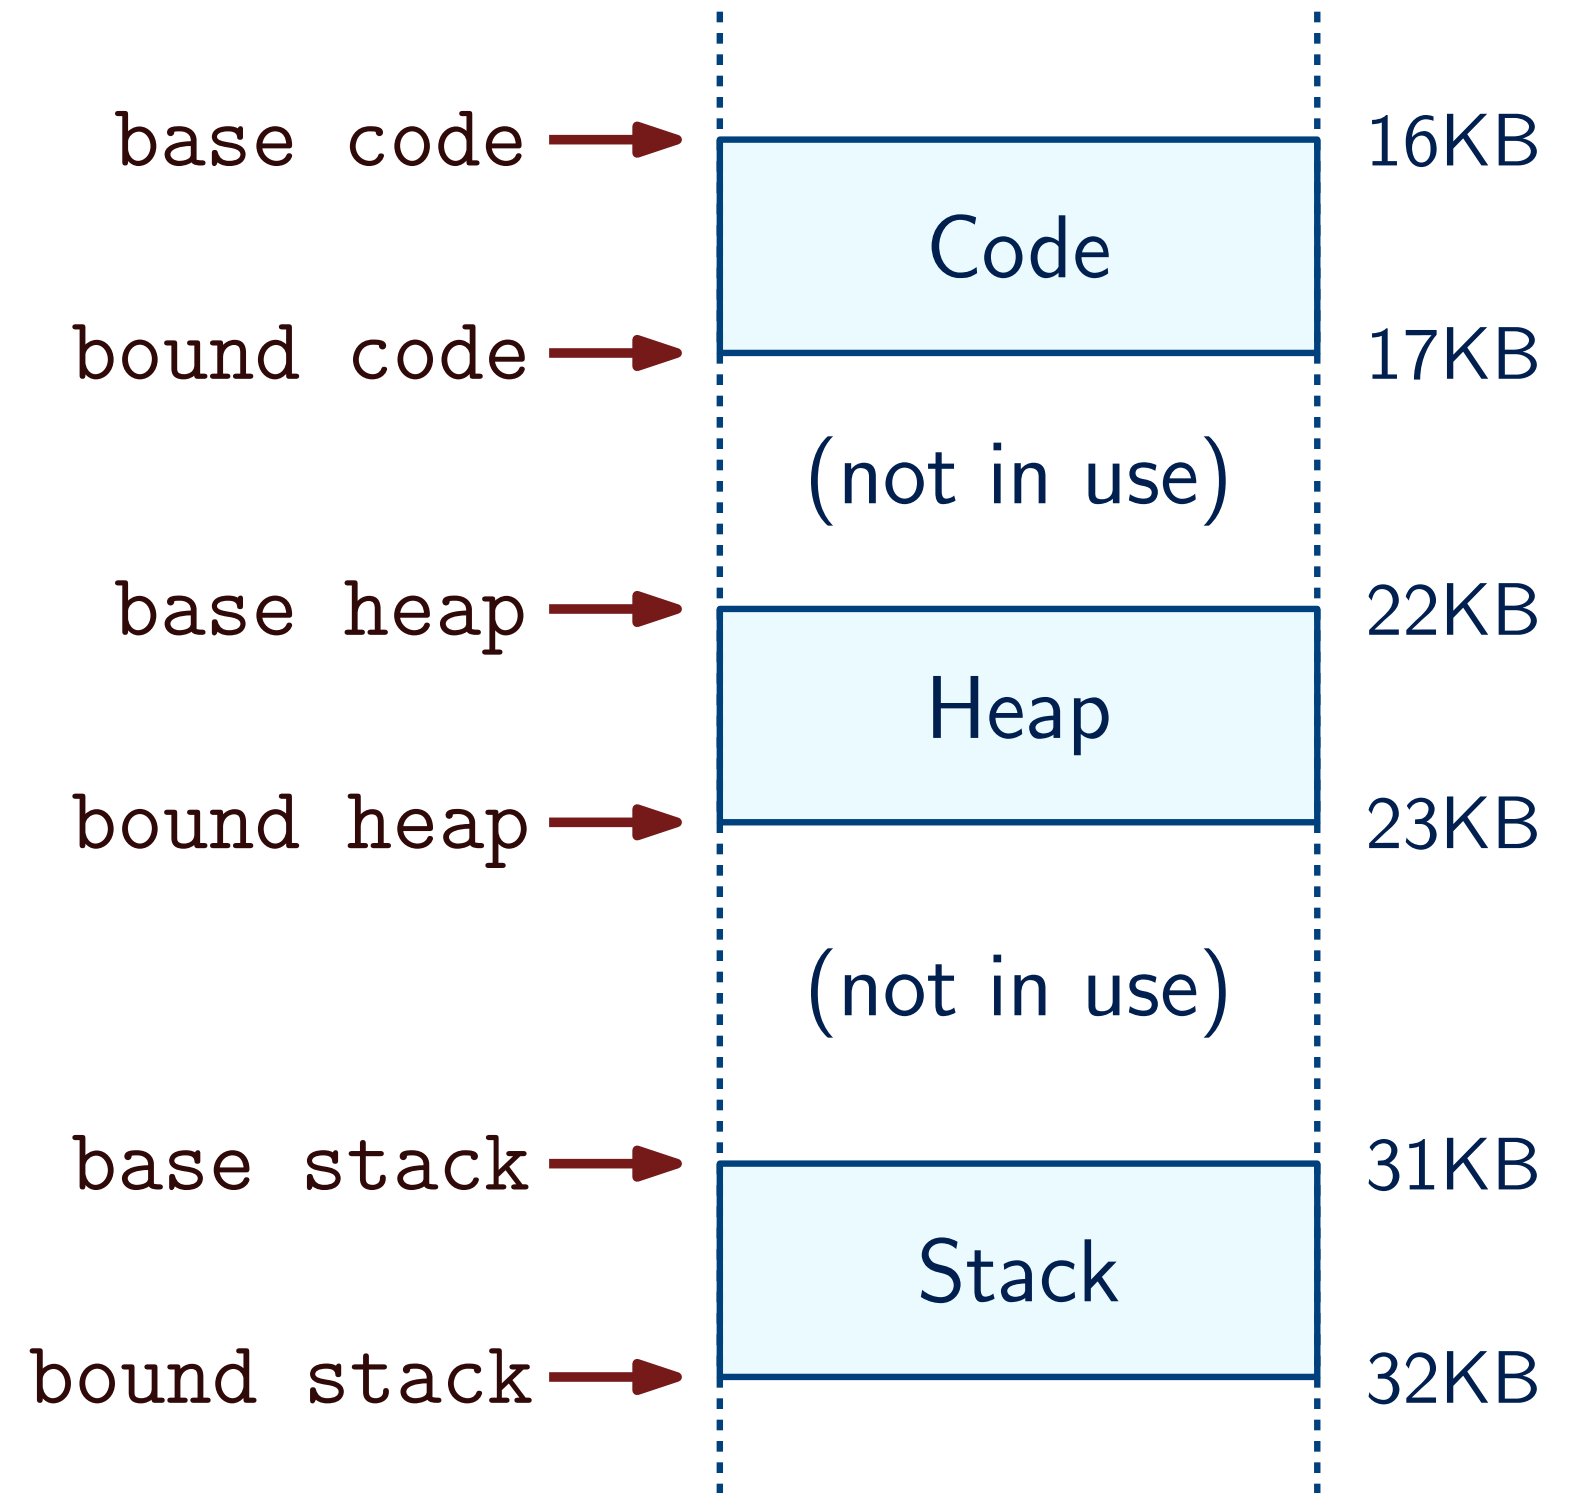 base code 16KB
Code
bound code 17KB
(not in use)
base heap 22KB
Heap
bound heap 23KB
(not in use)
base stack 31KB
Stack
bound stack 32KB